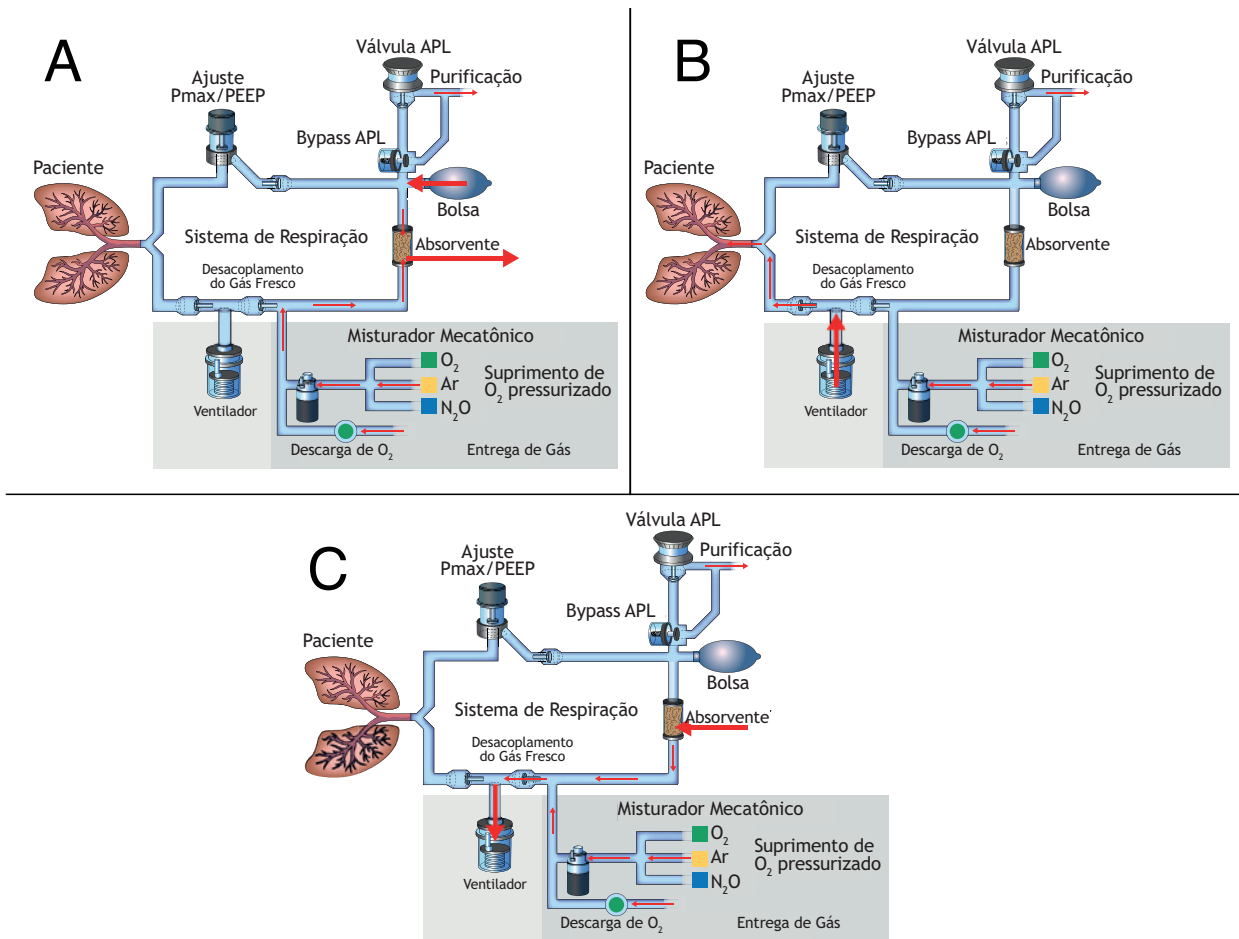 A
Válvula APL
Ajuste
Pmax/PEEP
Purificação
Bypass APL
Paciente
Bolsa
Sistema de Respiração
Absorvente
Desacoplamento
do Gás Fresco
Misturador Mecatônico
O2
Ar
N2O
Suprimento de
O2 pressurizado
Ventilador
Descarga de O2
Entrega de Gás
B
Válvula APL
Ajuste
Pmax/PEEP
Purificação
Bypass APL
Paciente
Bolsa
Sistema de Respiração
Absorvente
Desacoplamento
do Gás Fresco
Misturador Mecatônico
O2
Ar
N2O
Suprimento de
O2 pressurizado
Ventilador
Descarga de O2
Entrega de Gás
C
Válvula APL
Ajuste
Pmax/PEEP
Purificação
Bypass APL
Paciente
Bolsa
Sistema de Respiração
Absorvente
Desacoplamento
do Gás Fresco
Misturador Mecatônico
O2
Ar
N2O
Suprimento de
O2 pressurizado
Ventilador
Descarga de O2
Entrega de Gás